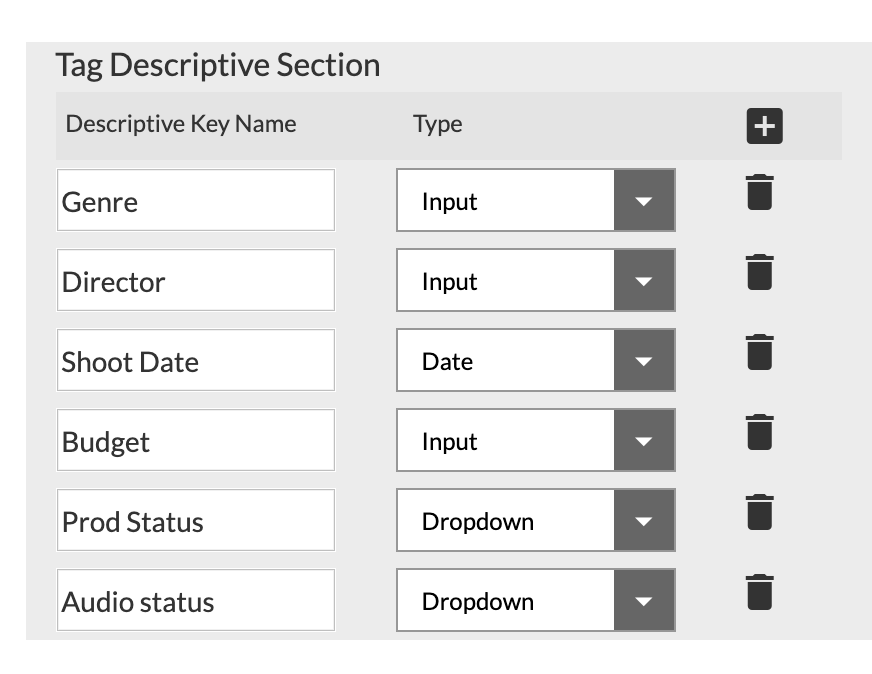 Tag Descriptive Section
Descriptive Key Name Type
Genre Input
Director Input
Shoot Date Date
Budget Input
Prod Status Dropdown
Audio status Dropdown